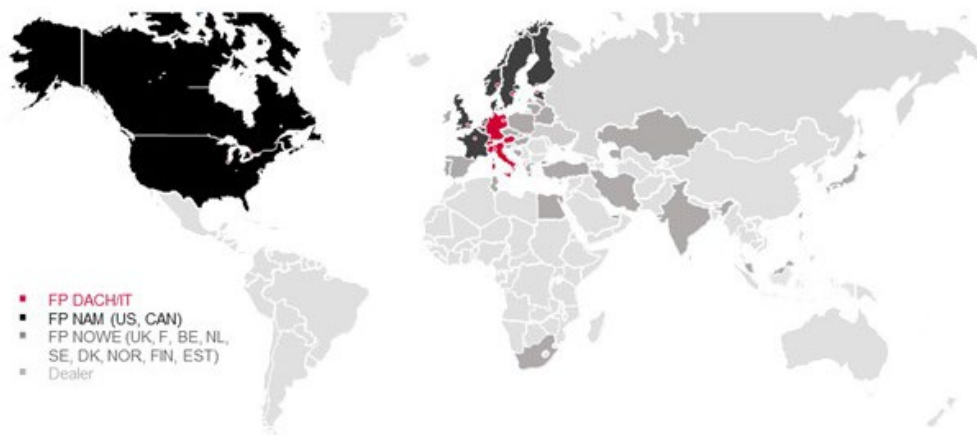 FP DACH/IT
FP NAM (US, CAN)
FP NOWE (UK, F, BE, NL,
SE, DK, NOR, FIN, EST)
Dealer